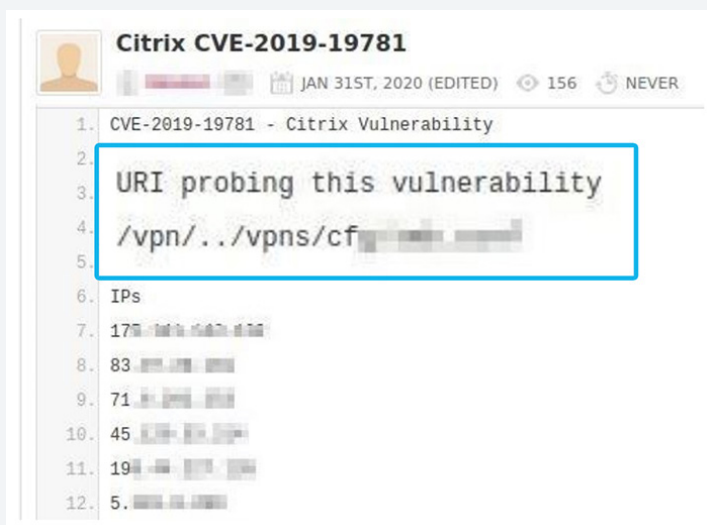 Citrix CVE-2019-19781
JAN 31ST, 2020 (EDITED) 156 NEVER
1. CVE-2019-19781 - Citrix Vulnerability
2.
3. URI probing this vulnerability
4. /vpn/../vpns/cf
5.
6. IPs
7. 17
8. 83
9. 71
10. 45
11. 19
12. 5.